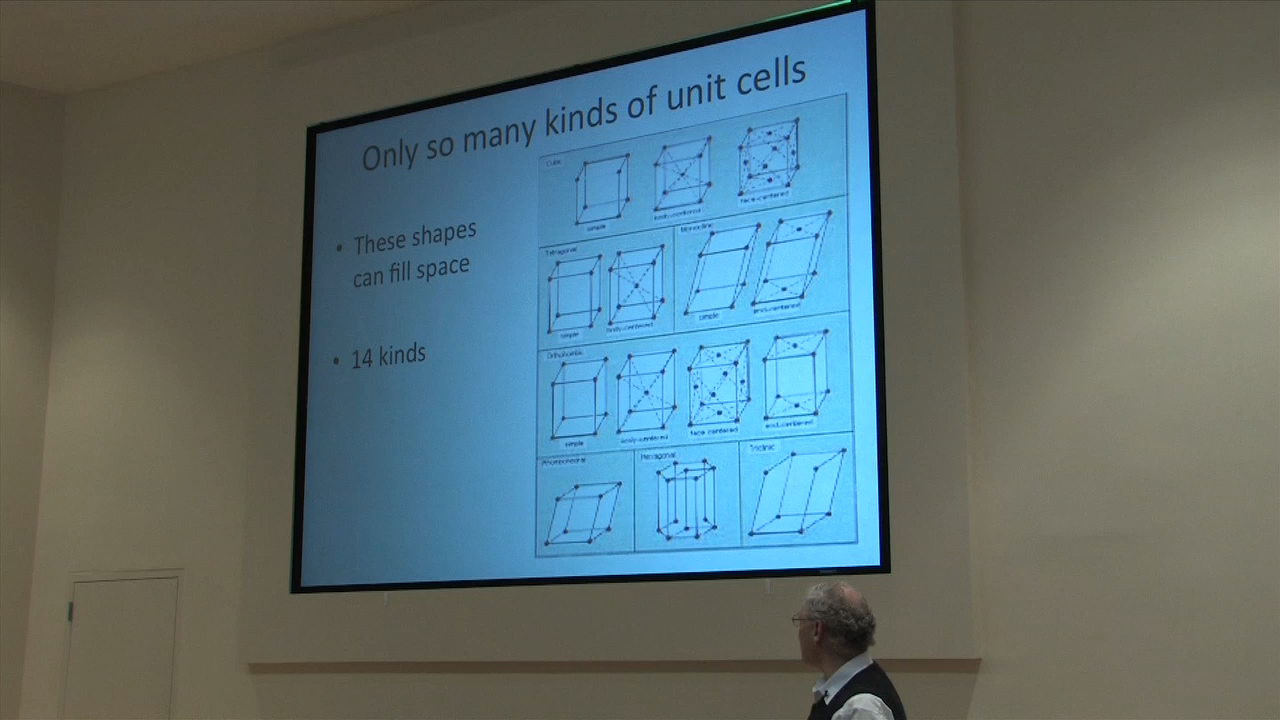 Only so many kinds of unit cells
• These shapes
can fill space
• 14 kinds
Cubic
simple
body-centered
face-centered
Tetragonal
Monoclinic
simple
body-centered
simple
end-centered
Orthorhombic
simple
body-centered
face-centered
end-centered
Rhombohedral
Hexagonal
Triclinic